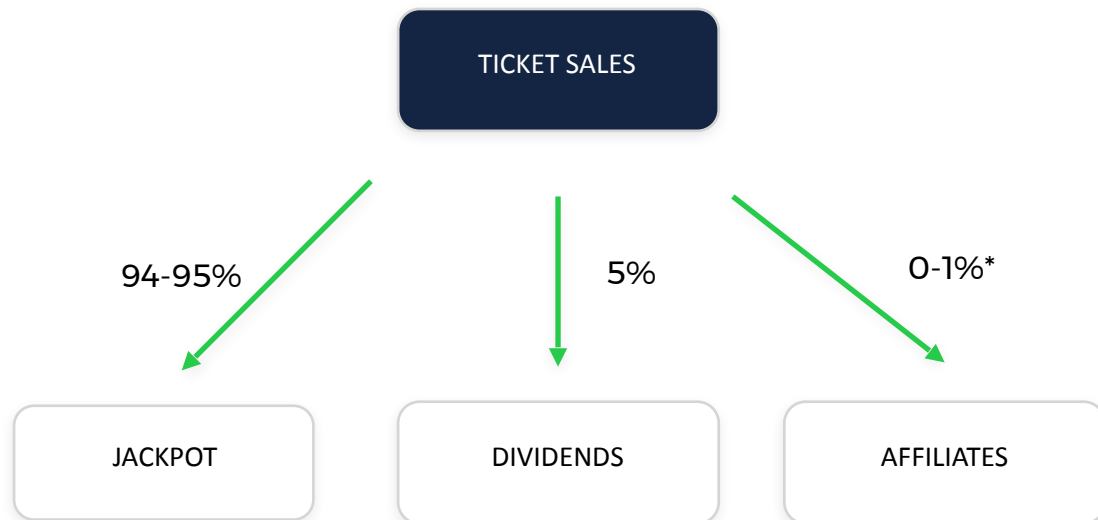 TICKET SALES
94-95%
5%
0-1%*
JACKPOT
DIVIDENDS
AFFILIATES